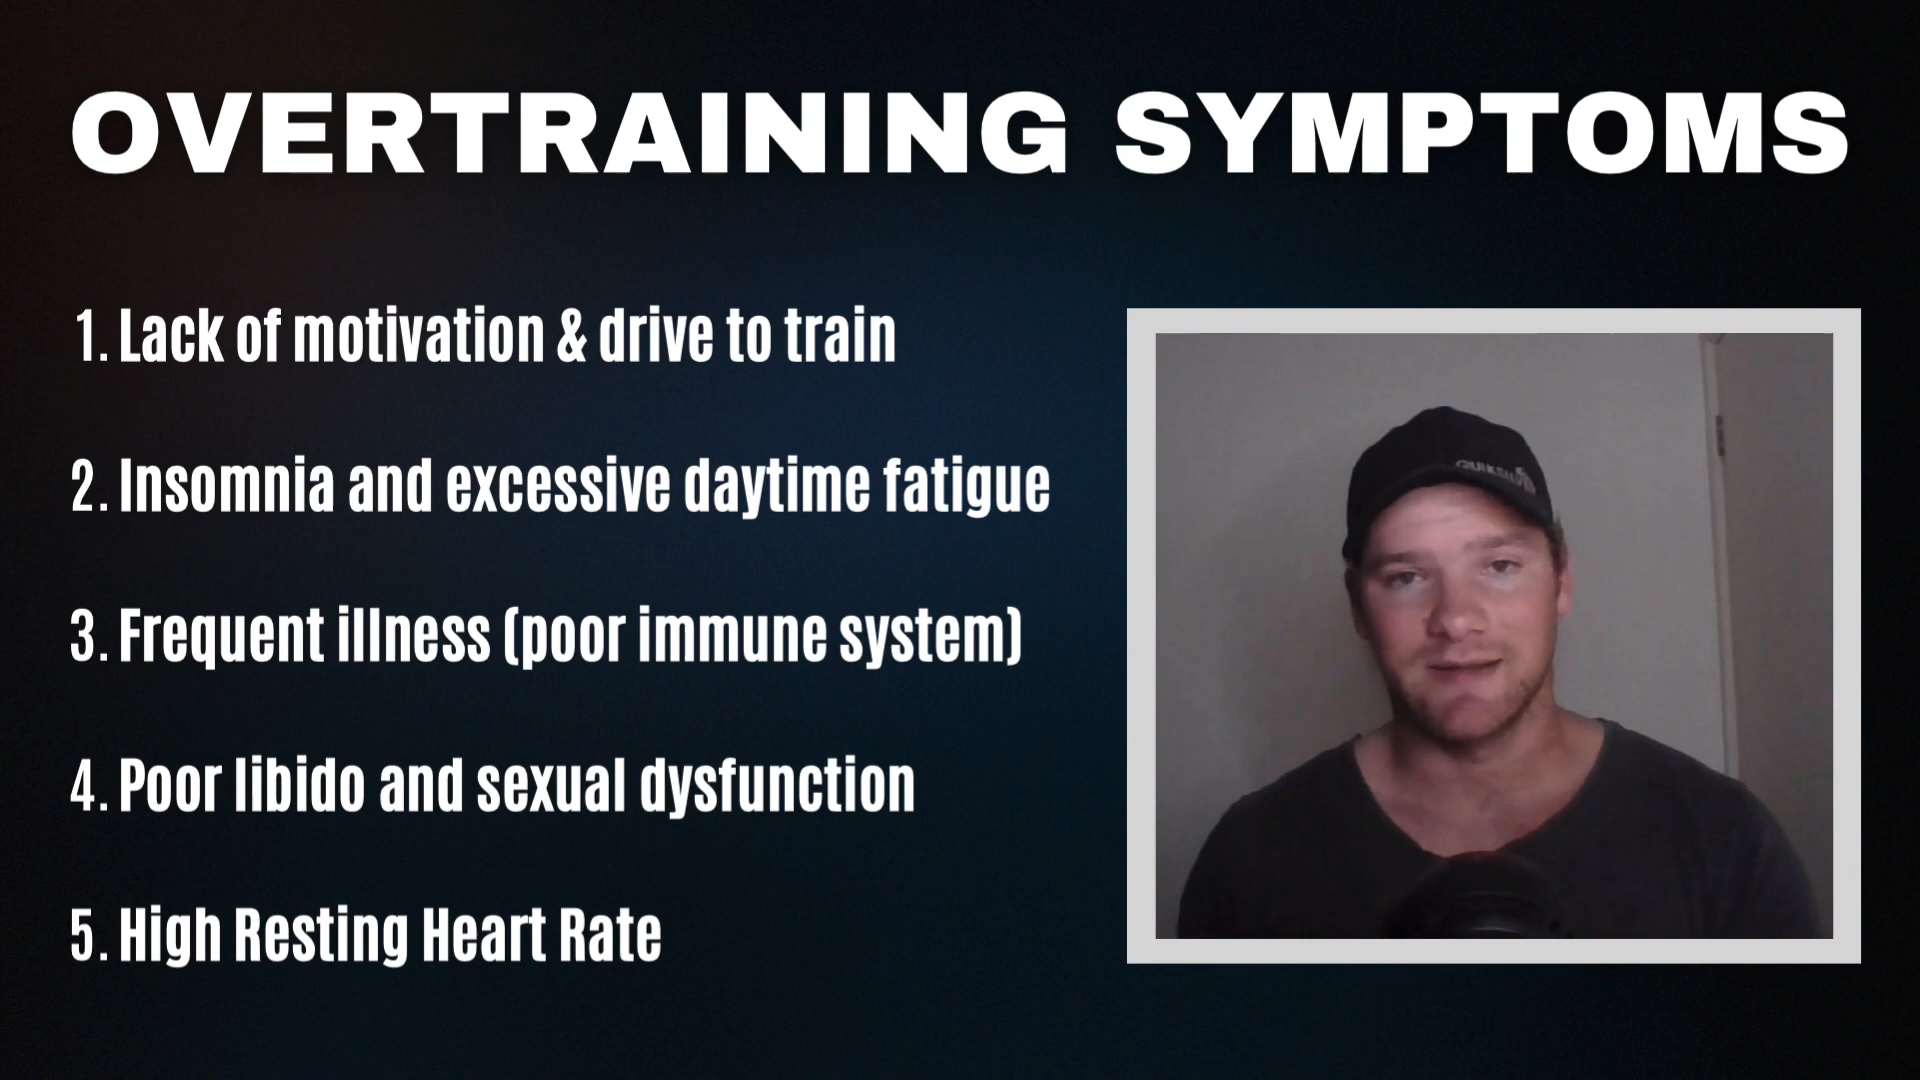 OVERTRAINING SYMPTOMS
1. Lack of motivation & drive to train
2. Insomnia and excessive daytime fatigue
3. Frequent illness (poor immune system)
4. Poor libido and sexual dysfunction
5. High Resting Heart Rate
QUIKSILVER